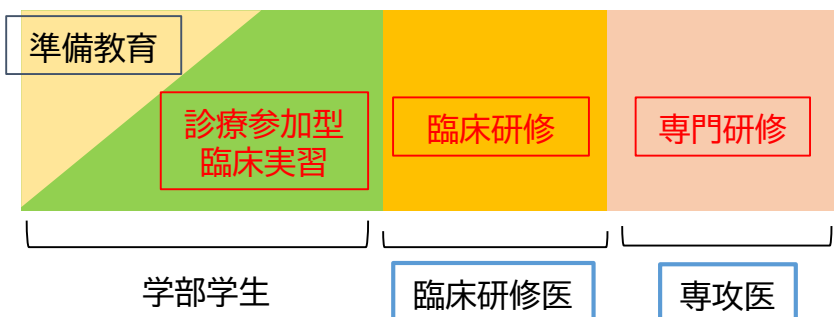 準備教育
診療参加型
臨床実習
臨床研修
専門研修
学部学生
臨床研修医
専攻医